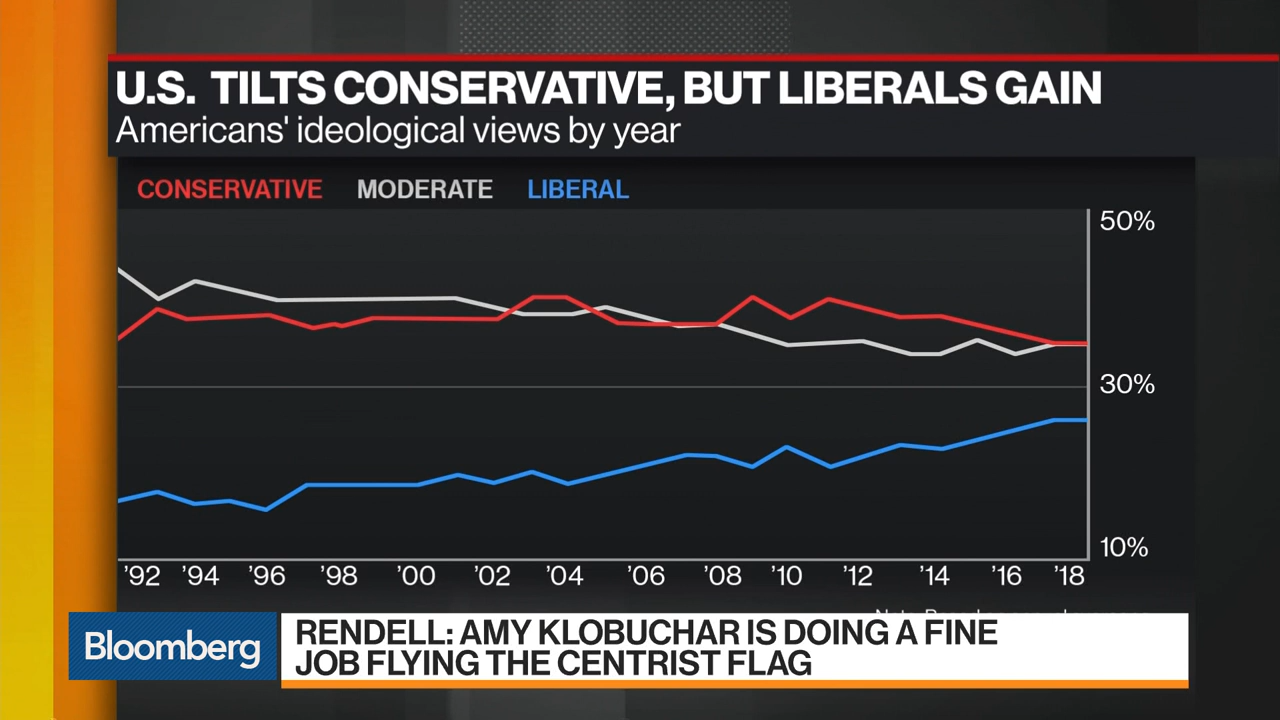 U.S. TILTS CONSERVATIVE, BUT LIBERALS GAIN
Americans' ideological views by year
CONSERVATIVE MODERATE LIBERAL
50%
30%
10%
'92 '94 '96 '98 '00 '02 '04 '06 '08 '10 '12 '14 '16 '18
Bloomberg
RENDELL: AMY KLOBUCHAR IS DOING A FINE
JOB FLYING THE CENTRIST FLAG